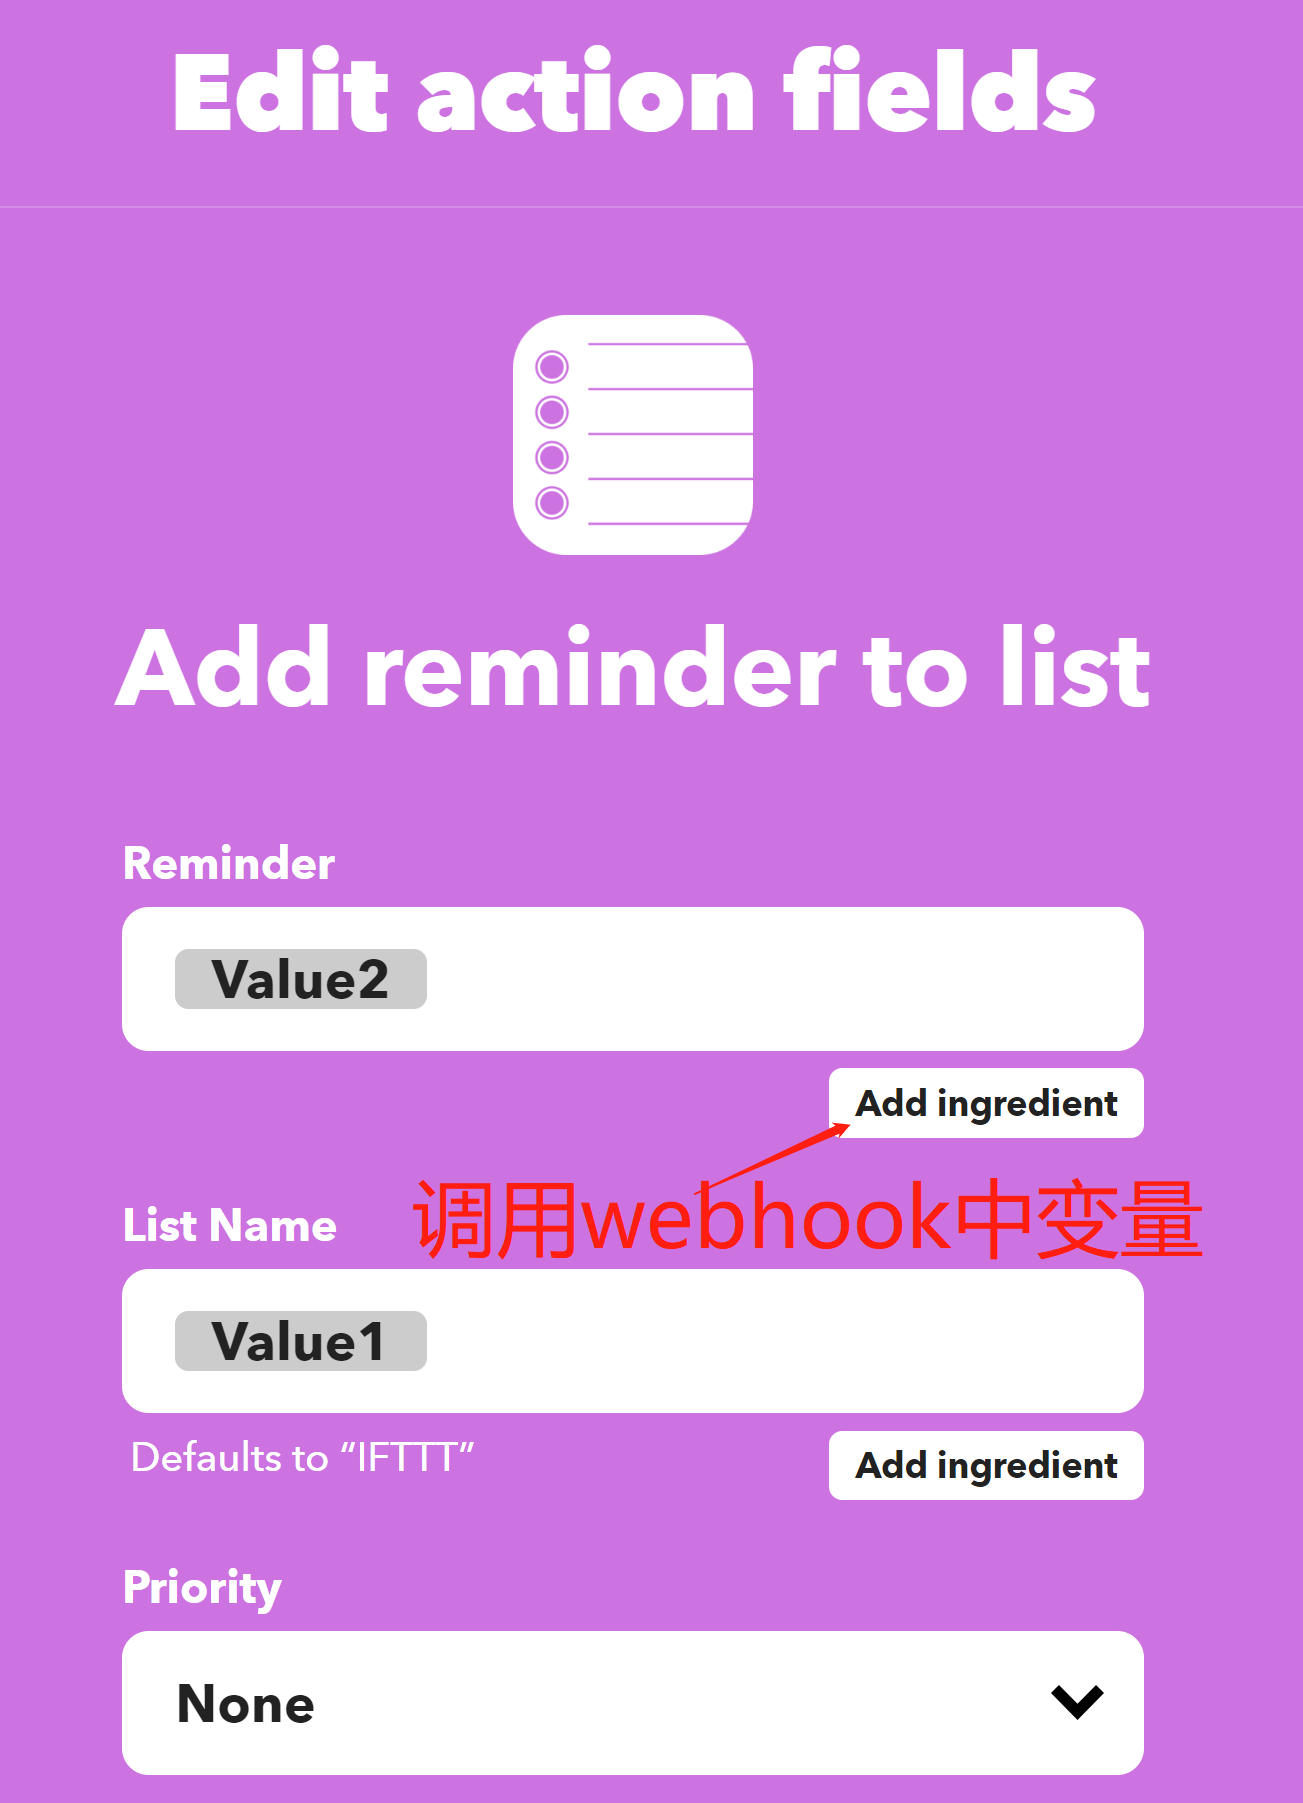 Edit action fields
Add reminder to list
Reminder
Value2
Add ingredient
调用webhook中变量
List Name
Value1
Defaults to “IFTTT”
Add ingredient
Priority
None